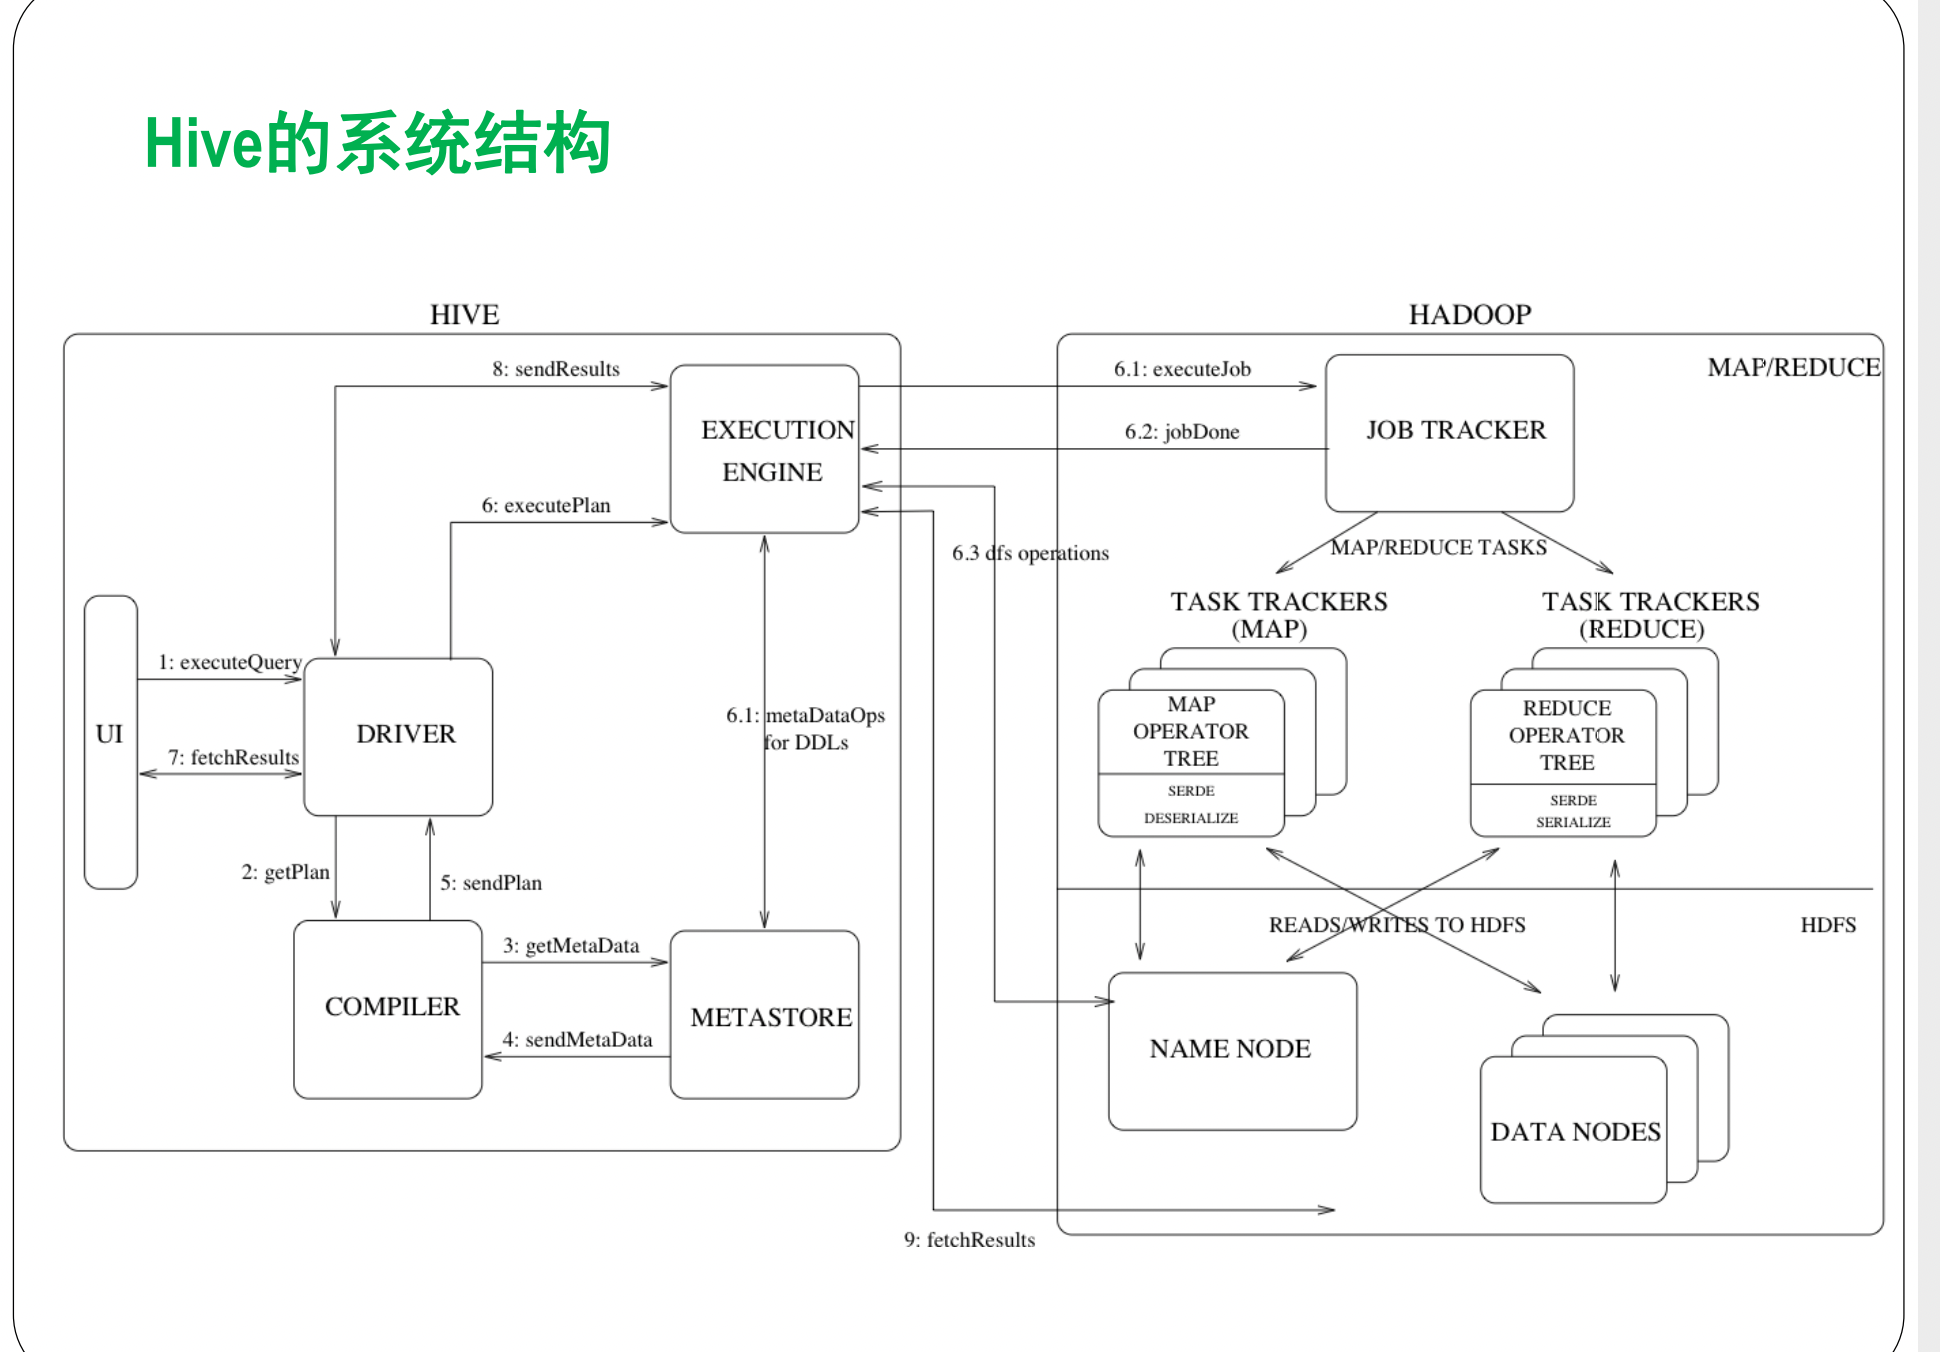 Hive的系统结构
HIVE
HADOOP
8: sendResults
6.1: executeJob
MAP/REDUCE
EXECUTION
ENGINE
6.2: jobDone
JOB TRACKER
6: executePlan
6.3 dfs operations
MAP/REDUCE TASKS
TASK TRACKERS
(MAP)
TASK TRACKERS
(REDUCE)
1: executeQuery
UI
DRIVER
7: fetchResults
6.1: metaDataOps
for DDLs
MAP
OPERATOR
TREE
SERDE
DESERIALIZE
REDUCE
OPERATOR
TREE
SERDE
SERIALIZE
2: getPlan
5: sendPlan
READS/WRITES TO HDFS
HDFS
3: getMetaData
COMPILER
METASTORE
4: sendMetaData
NAME NODE
DATA NODES
9: fetchResults